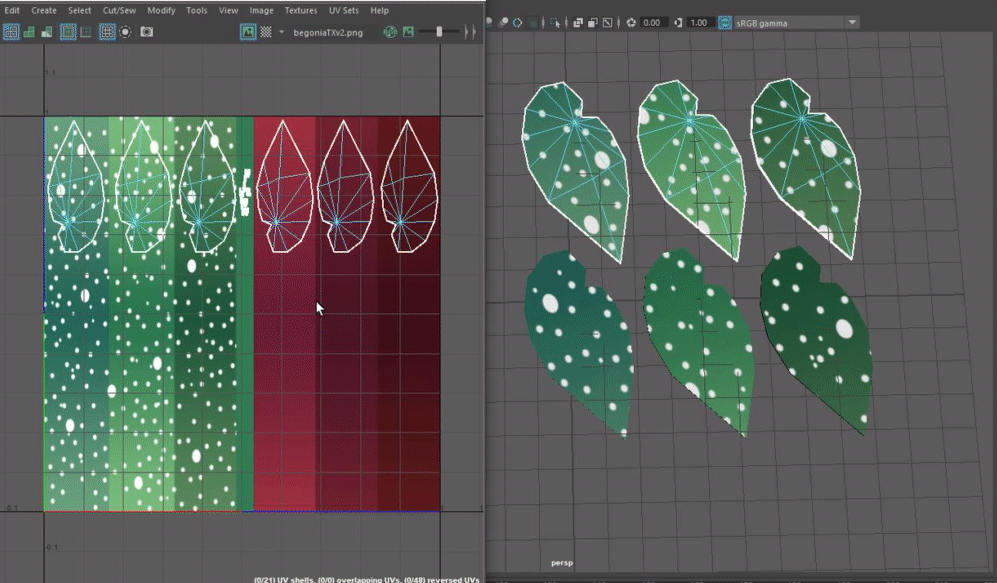 Edit Create Select Cut/Sew Modify Tools View Image Textures UV Sets Help
begoniaTXv2.png
0.00 1.00 sRGB gamma
1.1
1
-0.1
1
-0.1
(0/21) UV shells, (0/0) overlapping UVs, (0/48) reversed UVs
persp